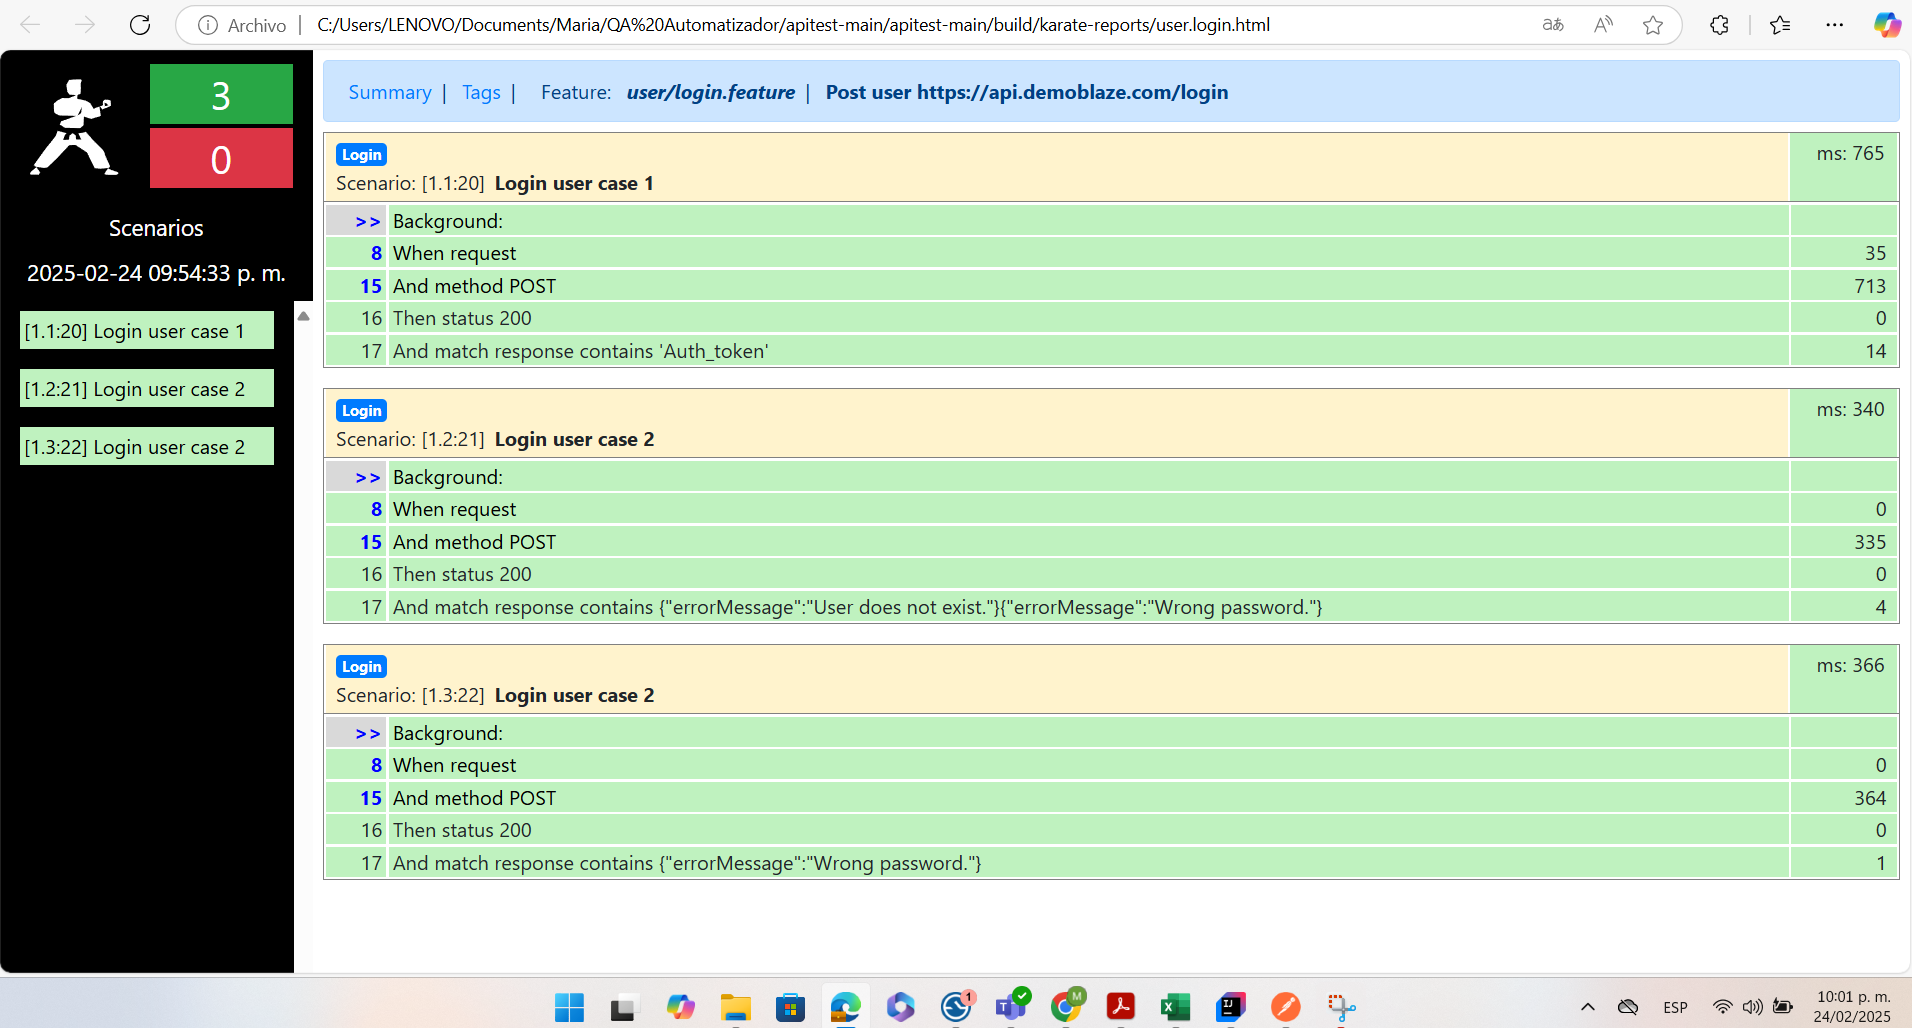 Archivo | C:/Users/LENOVO/Documents/Maria/QA%20Automatizador/apitest-main/apitest-main/build/karate-reports/user.login.html
3
0
Scenarios
2025-02-24 09:54:33 p. m.
[1.1:20] Login user case 1
[1.2:21] Login user case 2
[1.3:22] Login user case 2
Summary | Tags | Feature: user/login.feature | Post user https://api.demoblaze.com/login
Login
Scenario: [1.1:20] Login user case 1
ms: 765
>> Background:
8 When request 35
15 And method POST 713
16 Then status 200 0
17 And match response contains 'Auth_token' 14
Login
Scenario: [1.2:21] Login user case 2
ms: 340
>> Background:
8 When request 0
15 And method POST 335
16 Then status 200 0
17 And match response contains {"errorMessage":"User does not exist."}{"errorMessage":"Wrong password."} 4
Login
Scenario: [1.3:22] Login user case 2
ms: 366
>> Background:
8 When request 0
15 And method POST 364
16 Then status 200 0
17 And match response contains {"errorMessage":"Wrong password."} 1
1
M
ESP
10:01 p. m.
24/02/2025